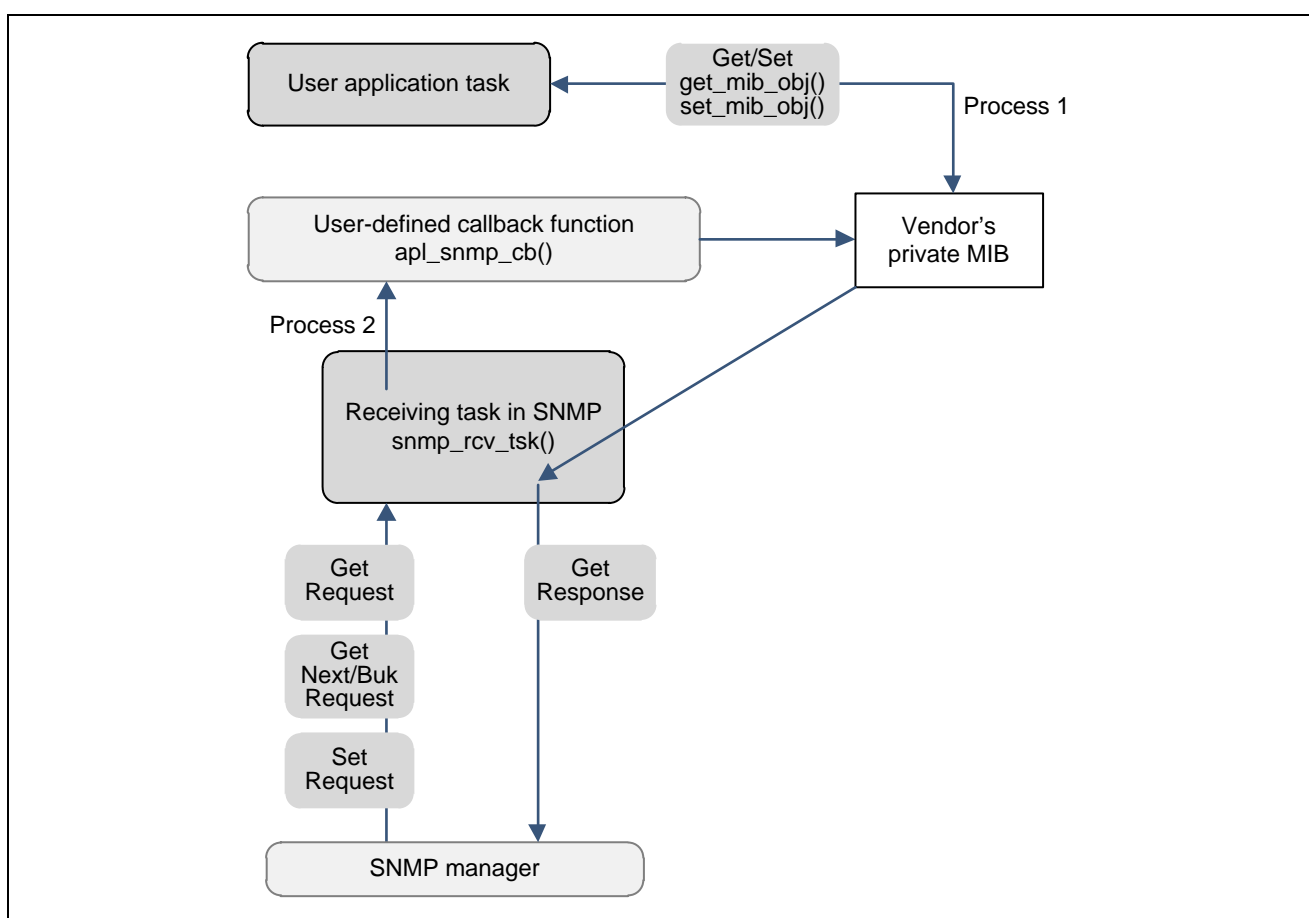 User application task
Get/Set
get_mib_obj()
set_mib_obj()
Process 1
User-defined callback function
apl_snmp_cb()
Vendor's
private MIB
Process 2
Receiving task in SNMP
snmp_rcv_tsk()
Get
Request
Get
Response
Get
Next/Buk
Request
Set
Request
SNMP manager